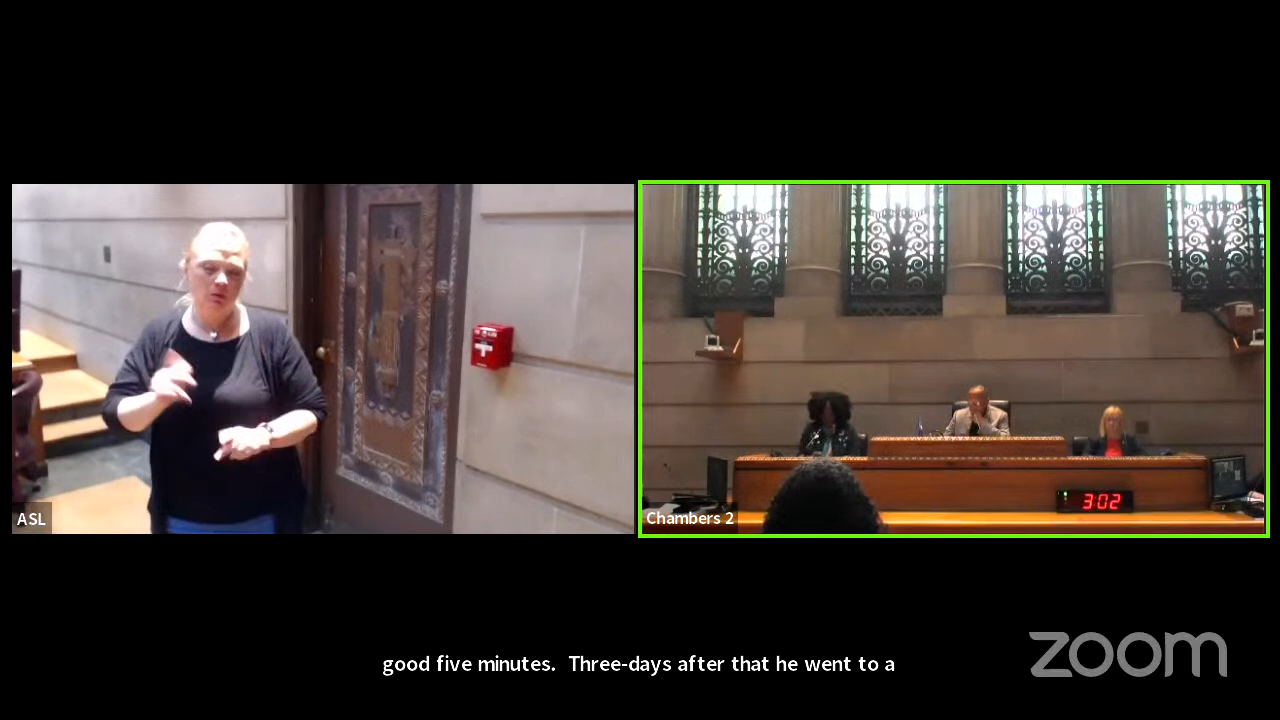 ASL
Chambers 2
3:02
good five minutes.  Three-days after that he went to a
zoom